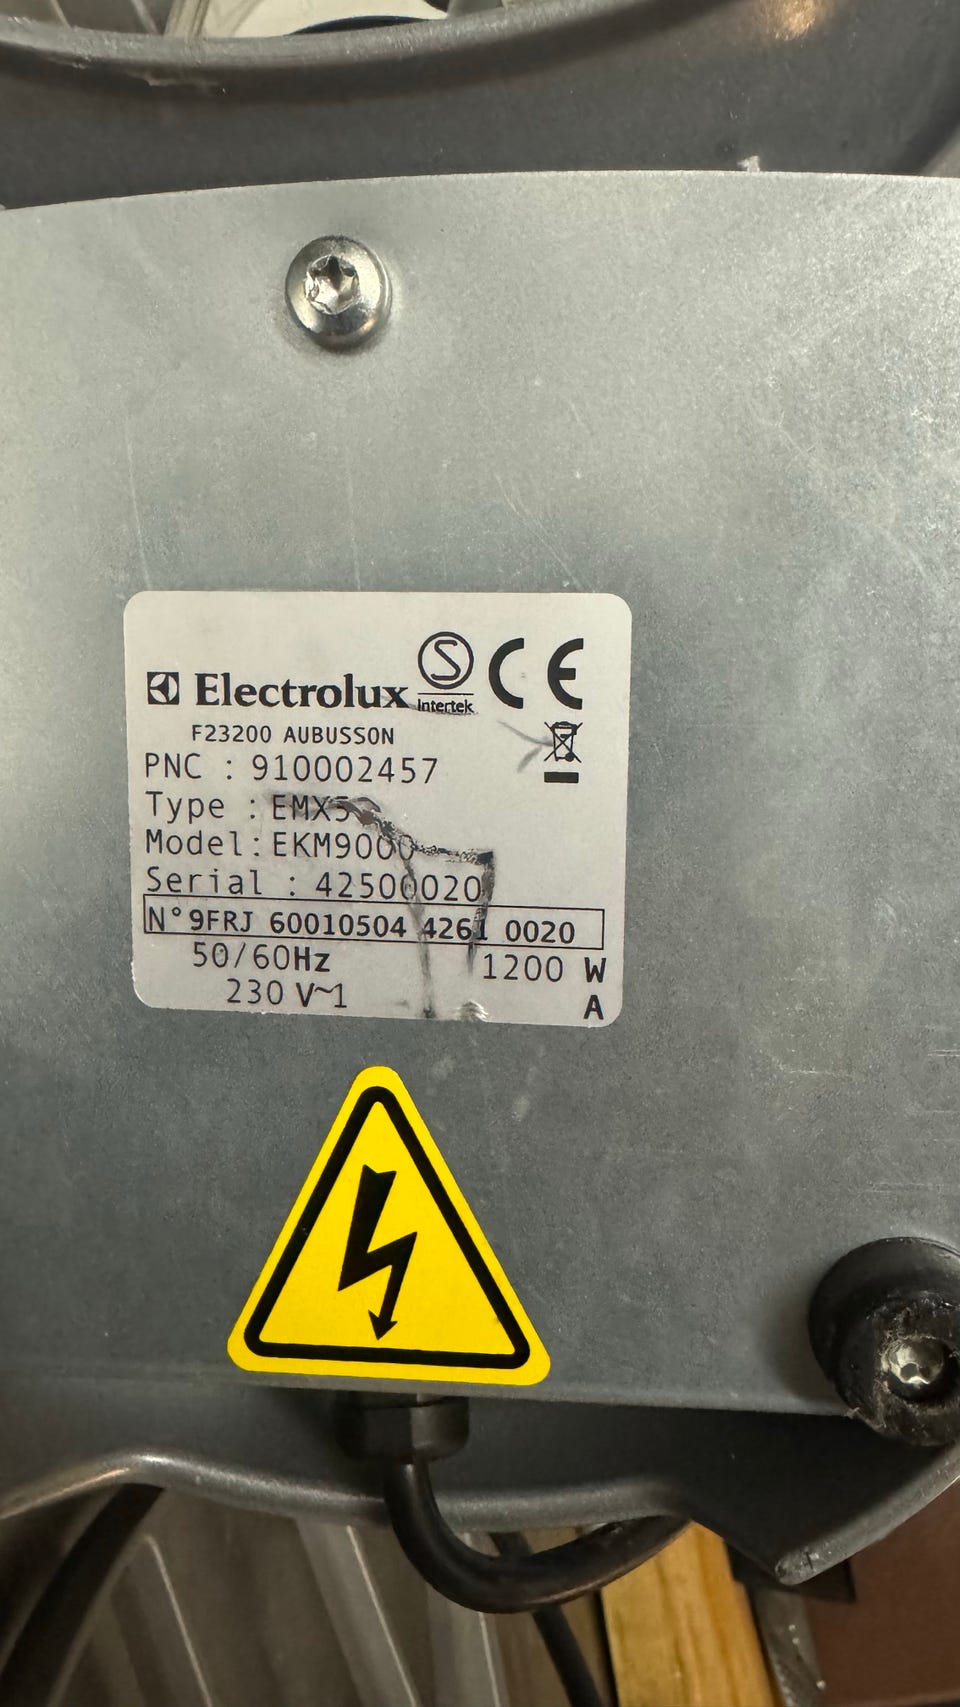 Electrolux
S
Intertek
CE
F23200 AUBUSSON
PNC : 910002457
Type : EMX5
Model: EKM9000
Serial : 42500020
N°9FRJ 60010504 4261 0020
50/60Hz 1200 W
230 V~1 A